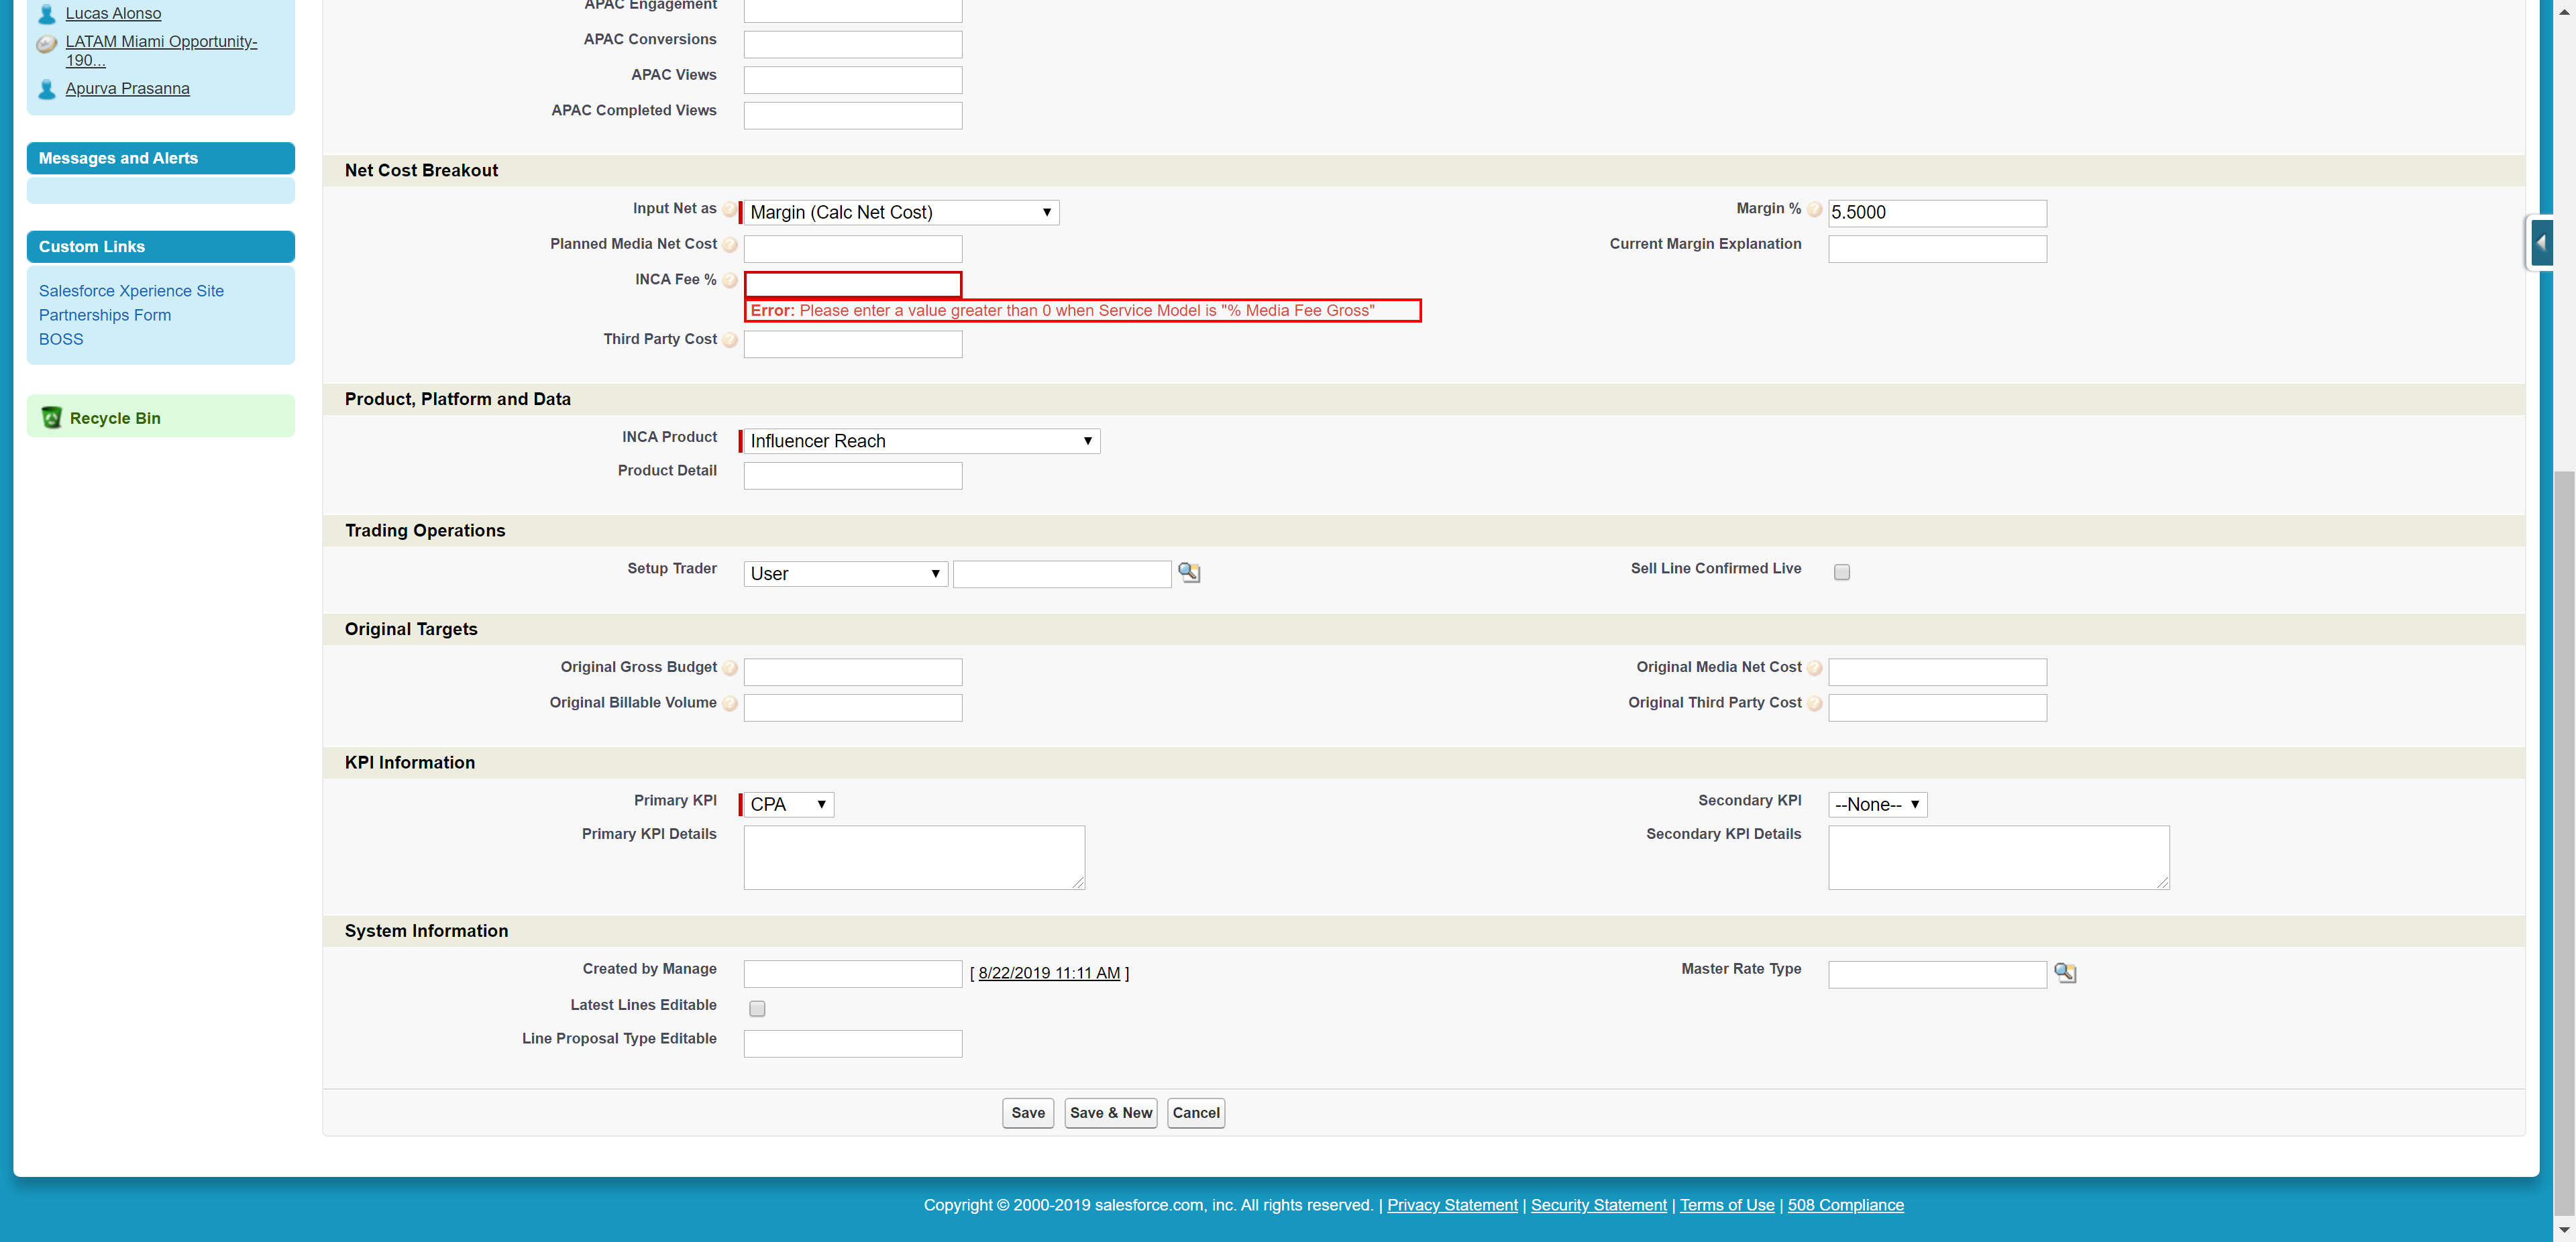 Lucas Alonso
LATAM Miami Opportunity-
190...
Apurva Prasanna
Messages and Alerts
Custom Links
Salesforce Xperience Site
Partnerships Form
BOSS
Recycle Bin
APAC Engagement
APAC Conversions
APAC Views
APAC Completed Views
Net Cost Breakout
Input Net as Margin (Calc Net Cost) Margin % 5.5000
Planned Media Net Cost Current Margin Explanation
INCA Fee %
Error: Please enter a value greater than 0 when Service Model is "% Media Fee Gross"
Third Party Cost
Product, Platform and Data
INCA Product Influencer Reach
Product Detail
Trading Operations
Setup Trader User Sell Line Confirmed Live
Original Targets
Original Gross Budget Original Media Net Cost
Original Billable Volume Original Third Party Cost
KPI Information
Primary KPI CPA Secondary KPI --None--
Primary KPI Details Secondary KPI Details
System Information
Created by Manage [ 8/22/2019 11:11 AM ] Master Rate Type
Latest Lines Editable
Line Proposal Type Editable
Save Save & New Cancel
Copyright © 2000-2019 salesforce.com, inc. All rights reserved. | Privacy Statement | Security Statement | Terms of Use | 508 Compliance